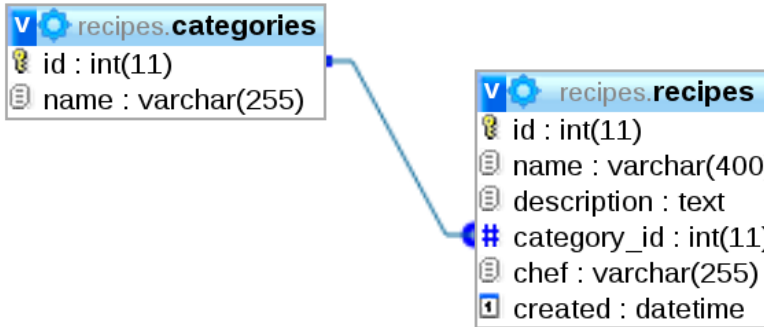 v recipes.categories
id : int(11)
name : varchar(255)
v recipes.recipes
id : int(11)
name : varchar(400
description : text
# category_id : int(11)
chef : varchar(255)
1 created : datetime